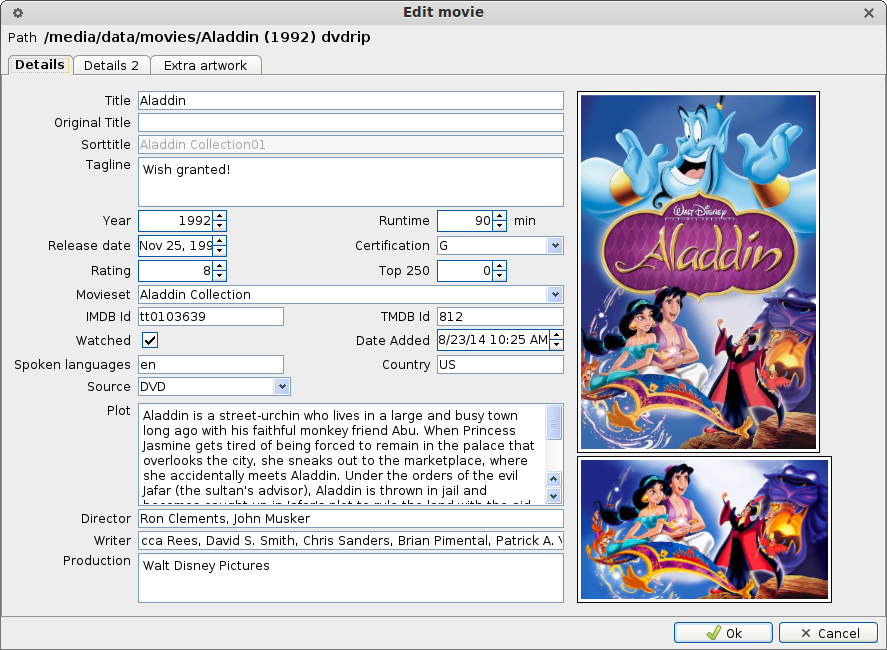 Edit movie
Path /media/data/movies/Aladdin (1992) dvdrip
Details Details 2 Extra artwork
Title Aladdin
Original Title
Sorttitle Aladdin Collection01
Tagline Wish granted!
Year 1992 Runtime 90 min
Release date Nov 25, 199 Certification G
Rating 8 Top 250 0
Movieset Aladdin Collection
IMDB Id tt0103639 TMDB Id 812
Watched Date Added 8/23/14 10:25 AM
Spoken languages en Country US
Source DVD
Plot Aladdin is a street-urchin who lives in a large and busy town
long ago with his faithful monkey friend Abu. When Princess
Jasmine gets tired of being forced to remain in the palace that
overlooks the city, she sneaks out to the marketplace, where
she accidentally meets Aladdin. Under the orders of the evil
Jafar (the sultan's advisor), Aladdin is thrown in jail and
Director Ron Clements, John Musker
Writer cca Rees, David S. Smith, Chris Sanders, Brian Pimental, Patrick A.
Production Walt Disney Pictures
Walt Disney
PICTURES PRESENTS
Aladdin
Ok Cancel